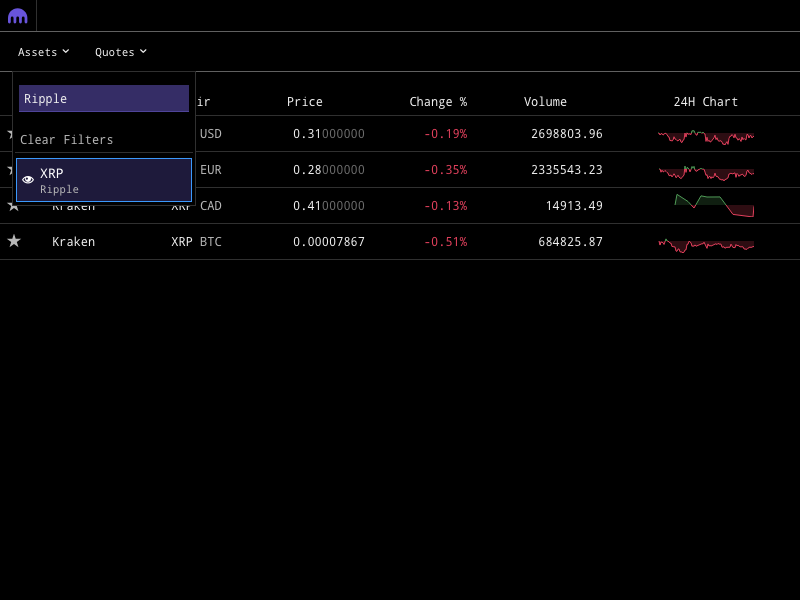 Assets Quotes
Ripple
ir Price Change % Volume 24H Chart
USD 0.31000000 -0.19% 2698803.96
Clear Filters
EUR 0.28000000 -0.35% 2335543.23
XRP
Ripple
Kraken XRP CAD 0.41000000 -0.13% 14913.49
Kraken XRP BTC 0.00007867 -0.51% 684825.87